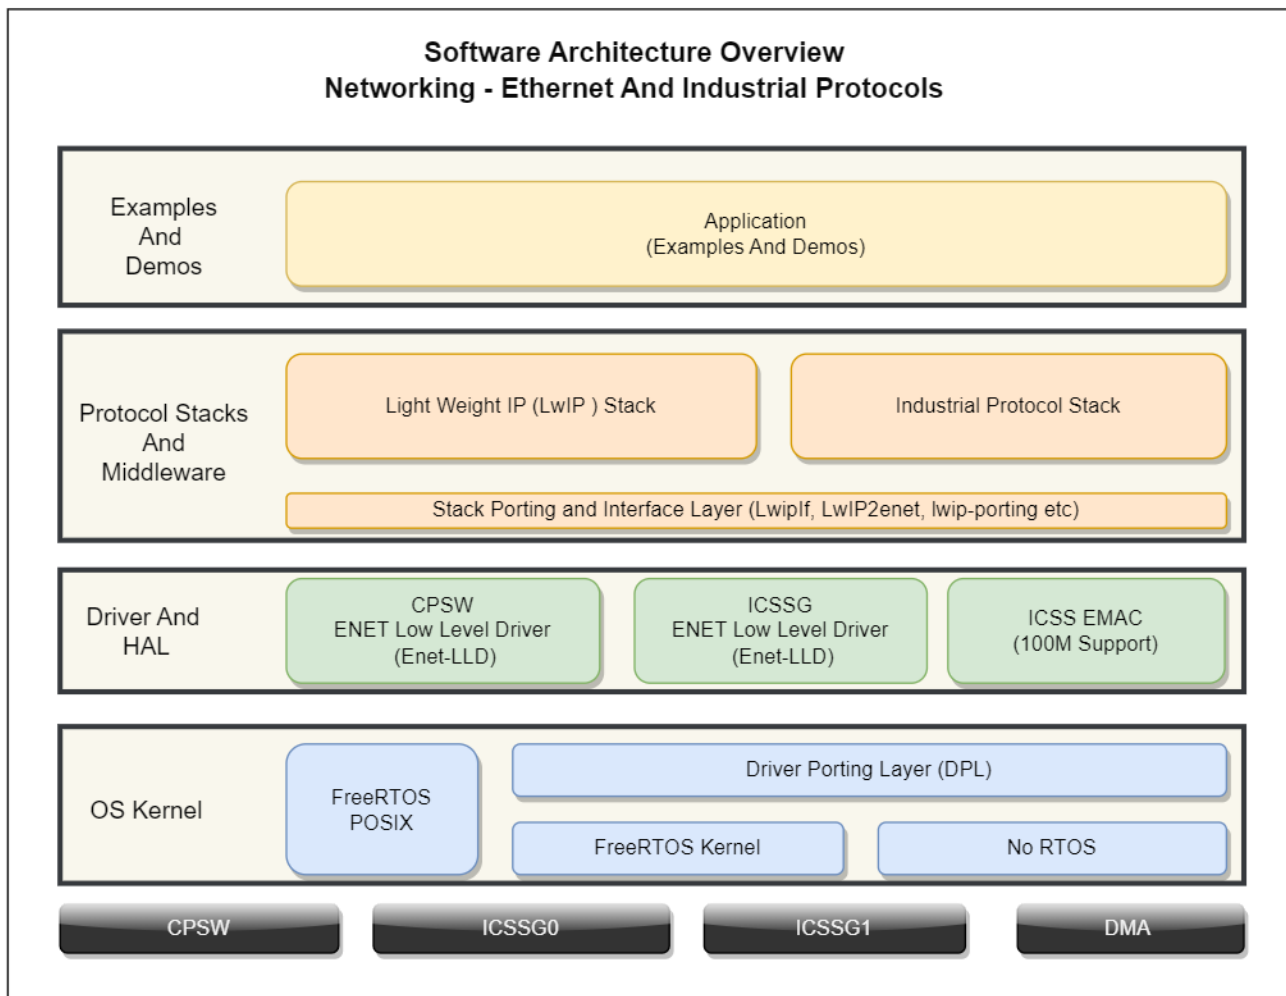 Software Architecture Overview
Networking - Ethernet And Industrial Protocols
Examples
And
Demos
Application
(Examples And Demos)
Protocol Stacks
And
Middleware
Light Weight IP (LwIP ) Stack
Industrial Protocol Stack
Stack Porting and Interface Layer (LwipIf, LwIP2enet, lwip-porting etc)
Driver And
HAL
CPSW
ENET Low Level Driver
(Enet-LLD)
ICSSG
ENET Low Level Driver
(Enet-LLD)
ICSS EMAC
(100M Support)
OS Kernel
FreeRTOS
POSIX
Driver Porting Layer (DPL)
FreeRTOS Kernel
No RTOS
CPSW
ICSSG0
ICSSG1
DMA